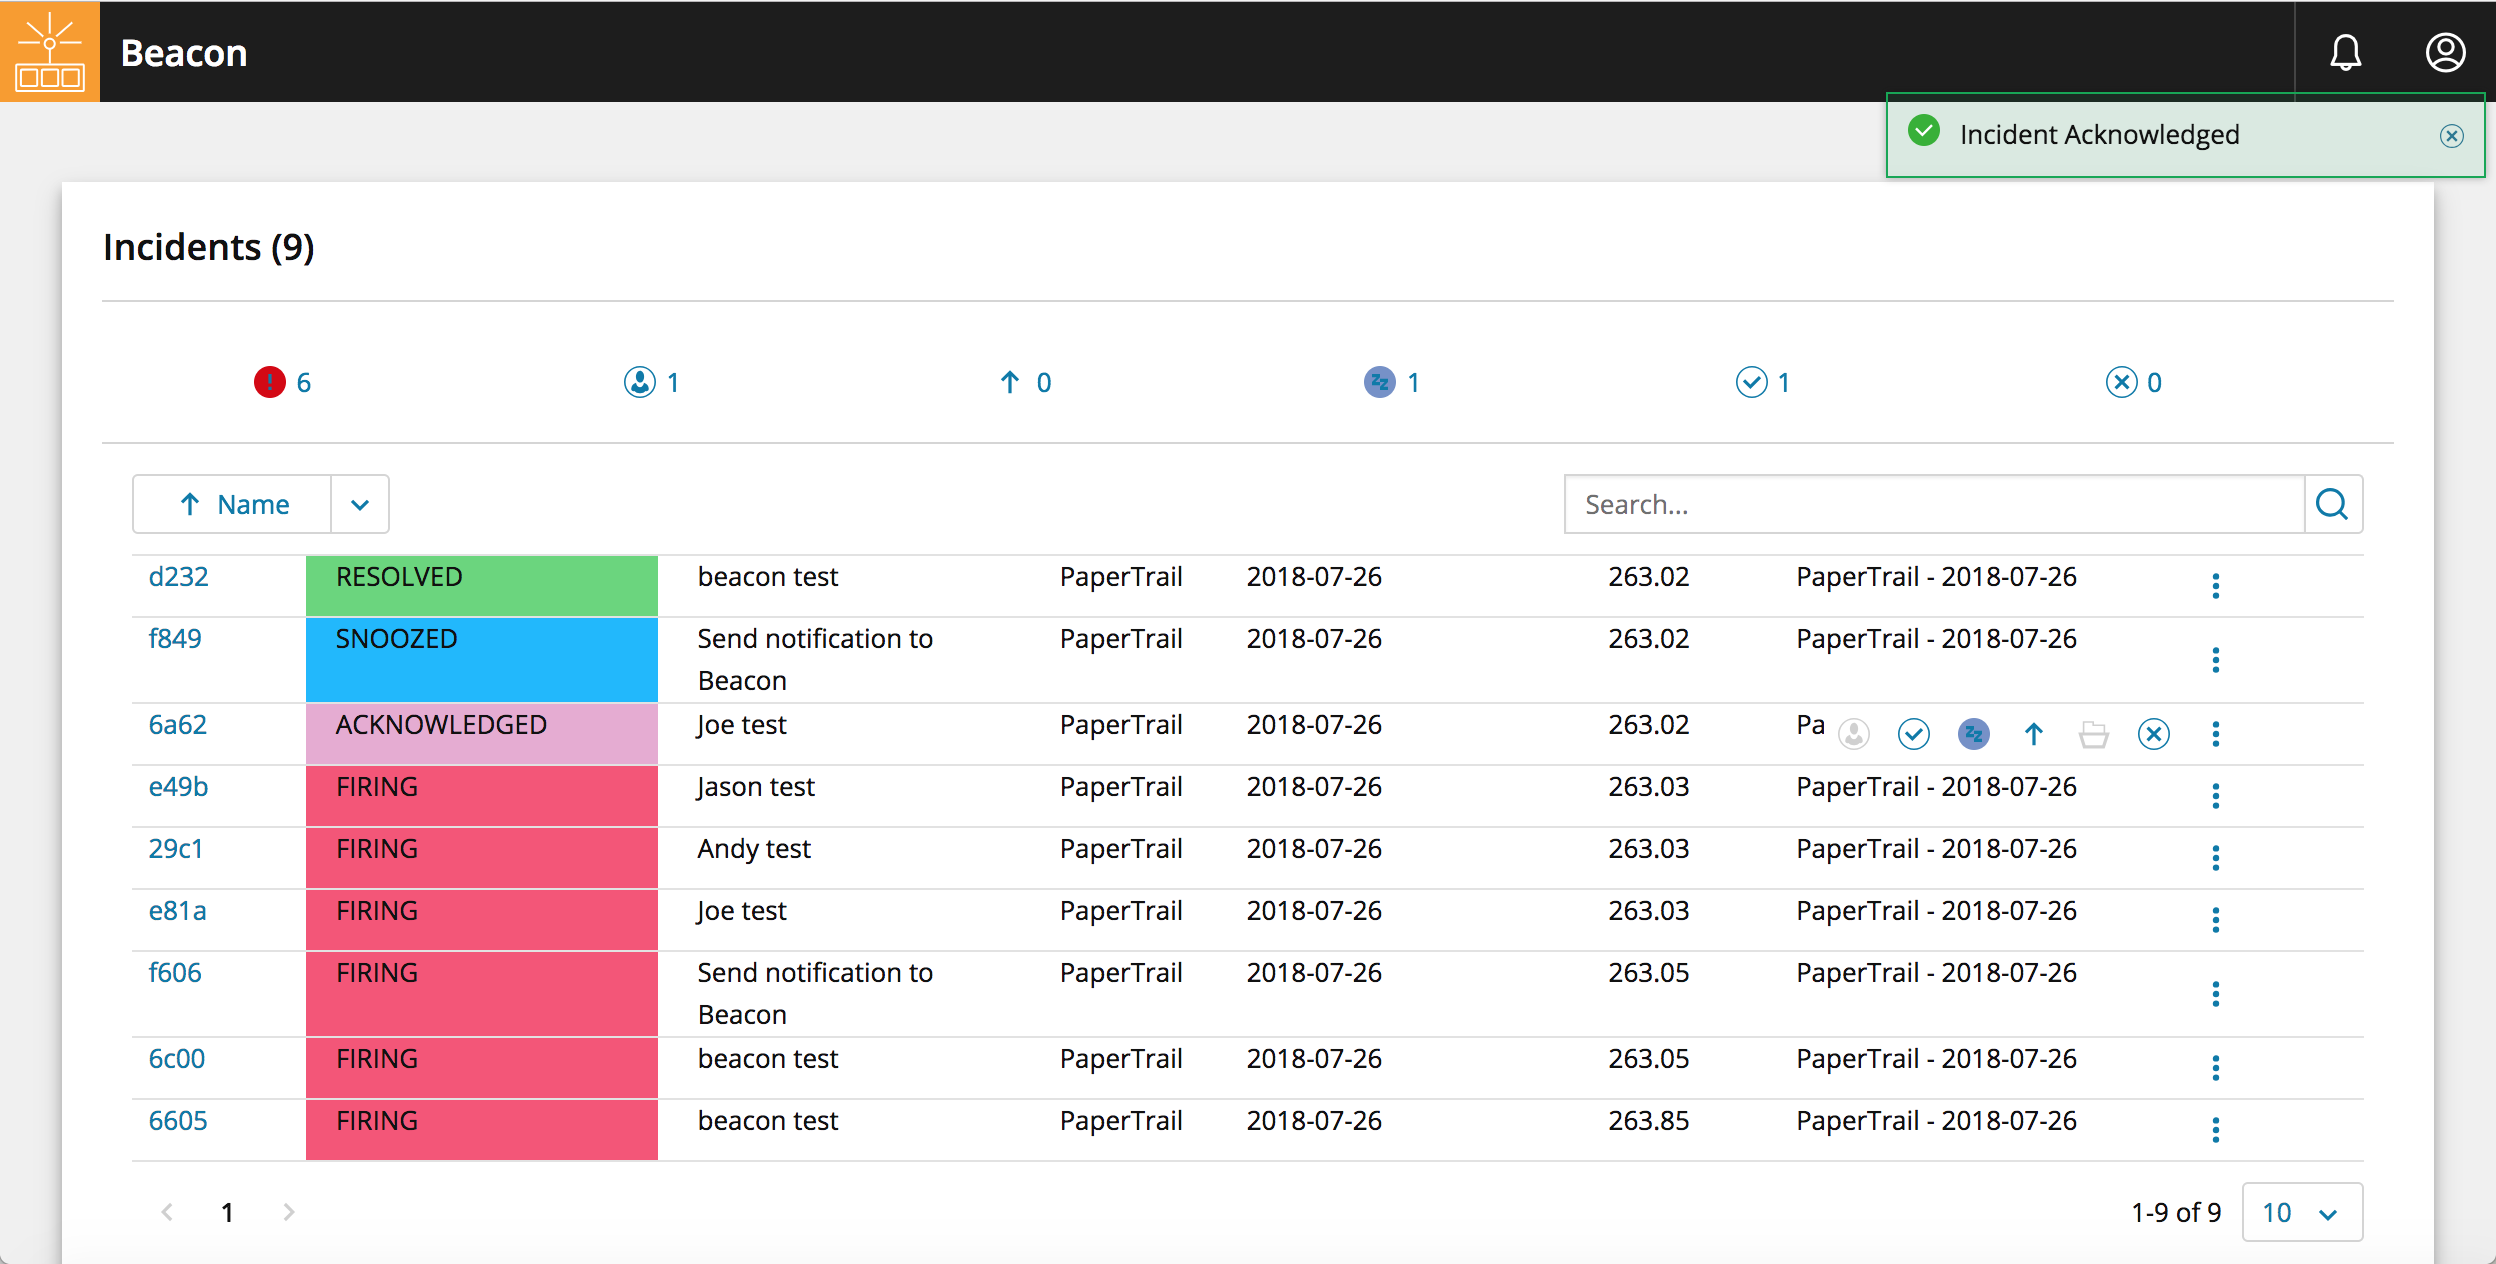 Beacon
Incident Acknowledged
Incidents (9)
6 1 0 1 1 0
Name
Search...
d232 RESOLVED beacon test PaperTrail 2018-07-26 263.02 PaperTrail - 2018-07-26
f849 SNOOZED Send notification to PaperTrail 2018-07-26 263.02 PaperTrail - 2018-07-26
Beacon
6a62 ACKNOWLEDGED Joe test PaperTrail 2018-07-26 263.02 Pa
e49b FIRING Jason test PaperTrail 2018-07-26 263.03 PaperTrail - 2018-07-26
29c1 FIRING Andy test PaperTrail 2018-07-26 263.03 PaperTrail - 2018-07-26
e81a FIRING Joe test PaperTrail 2018-07-26 263.03 PaperTrail - 2018-07-26
f606 FIRING Send notification to PaperTrail 2018-07-26 263.05 PaperTrail - 2018-07-26
Beacon
6c00 FIRING beacon test PaperTrail 2018-07-26 263.05 PaperTrail - 2018-07-26
6605 FIRING beacon test PaperTrail 2018-07-26 263.85 PaperTrail - 2018-07-26
1 1-9 of 9 10